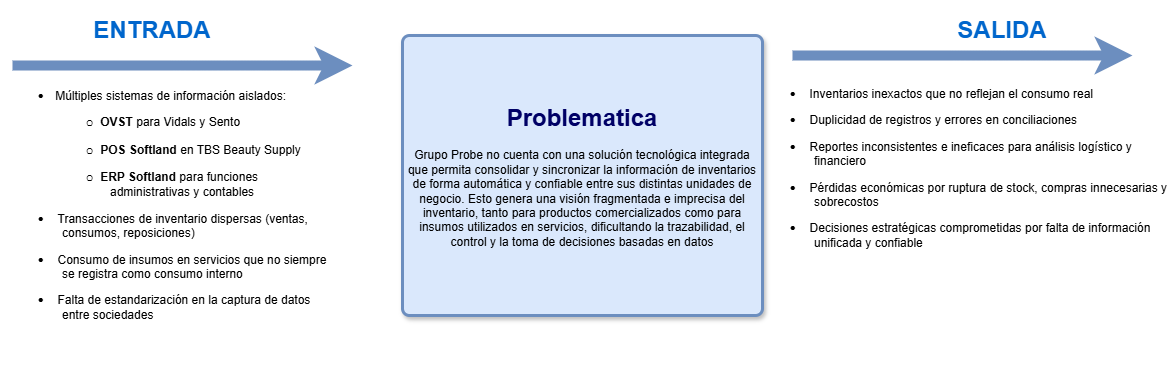 ENTRADA
• Múltiples sistemas de información aislados:
o OVST para Vidals y Sento
o POS Softland en TBS Beauty Supply
o ERP Softland para funciones
administrativas y contables
• Transacciones de inventario dispersas (ventas,
consumos, reposiciones)
• Consumo de insumos en servicios que no siempre
se registra como consumo interno
• Falta de estandarización en la captura de datos
entre sociedades
Problematica
Grupo Probe no cuenta con una solución tecnológica integrada
que permita consolidar y sincronizar la información de inventarios
de forma automática y confiable entre sus distintas unidades de
negocio. Esto genera una visión fragmentada e imprecisa del
inventario, tanto para productos comercializados como para
insumos utilizados en servicios, dificultando la trazabilidad, el
control y la toma de decisiones basadas en datos
SALIDA
• Inventarios inexactos que no reflejan el consumo real
• Duplicidad de registros y errores en conciliaciones
• Reportes inconsistentes e ineficaces para análisis logístico y
financiero
• Pérdidas económicas por ruptura de stock, compras innecesarias y
sobrecostos
• Decisiones estratégicas comprometidas por falta de información
unificada y confiable